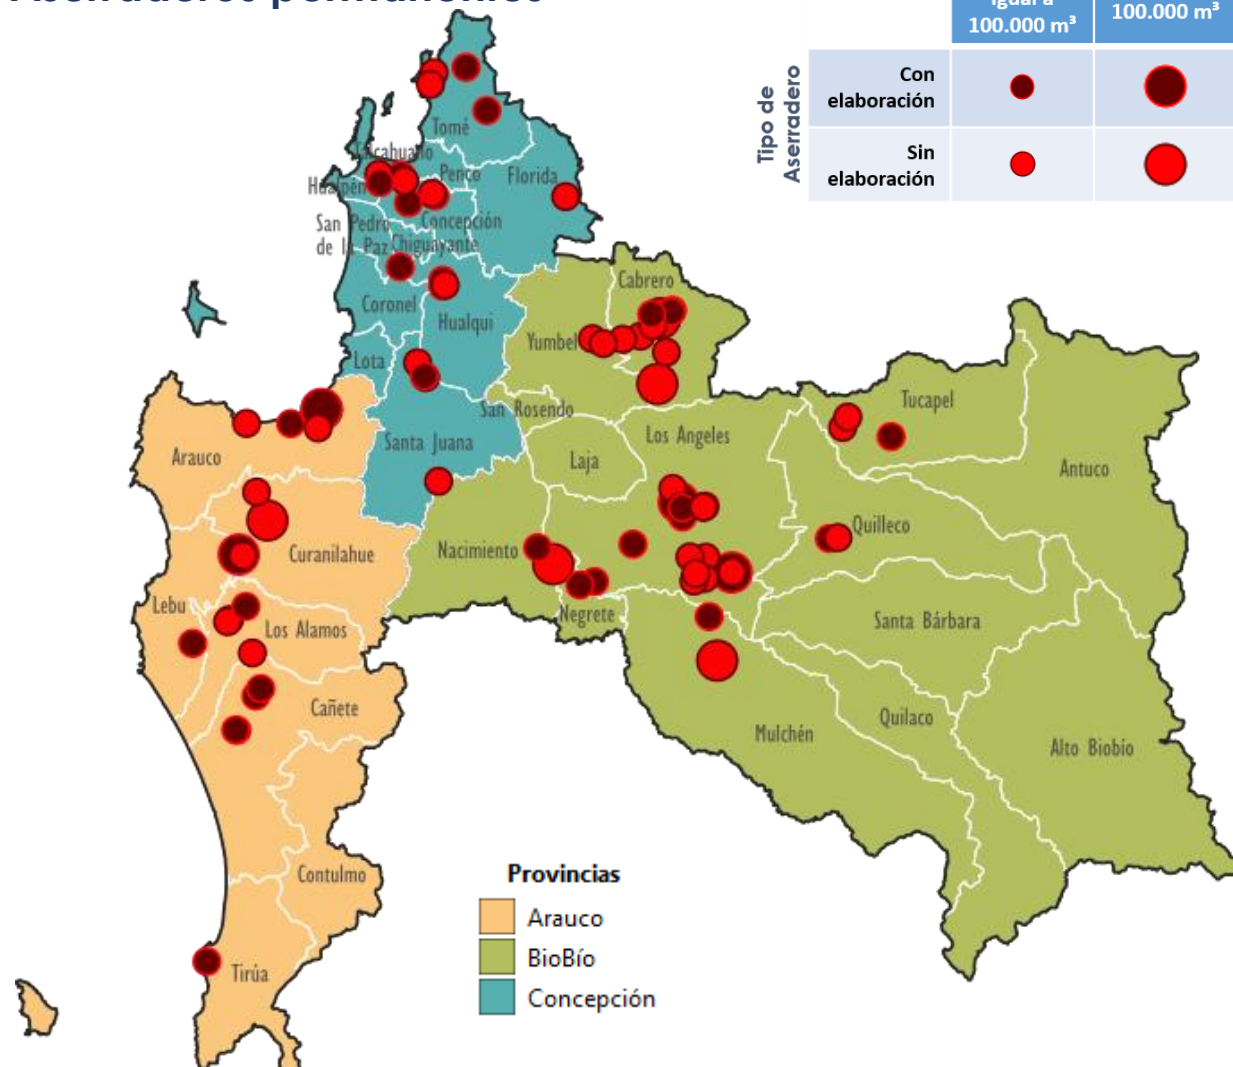 Aserraderos permanentes
igual a
100.000 m³
100.000 m³
Tipo de
Aserradero
Con
elaboración
Sin
elaboración
Tomé
Penco
Florida
San Pedro
de la Paz
Concepción
Chiguayante
Coronel
Hualqui
Lota
Santa Juana
Cabrero
Yumbel
San Rosendo
Tucapel
Los Angeles
Laja
Antuco
Arauco
Quilleco
Nacimiento
Curanilahue
Lebu
Negrete
Santa Bárbara
Los Alamos
Cañete
Quilaco
Mulchén
Alto Biobío
Contulmo
Tirúa
Provincias
Arauco
BioBío
Concepción